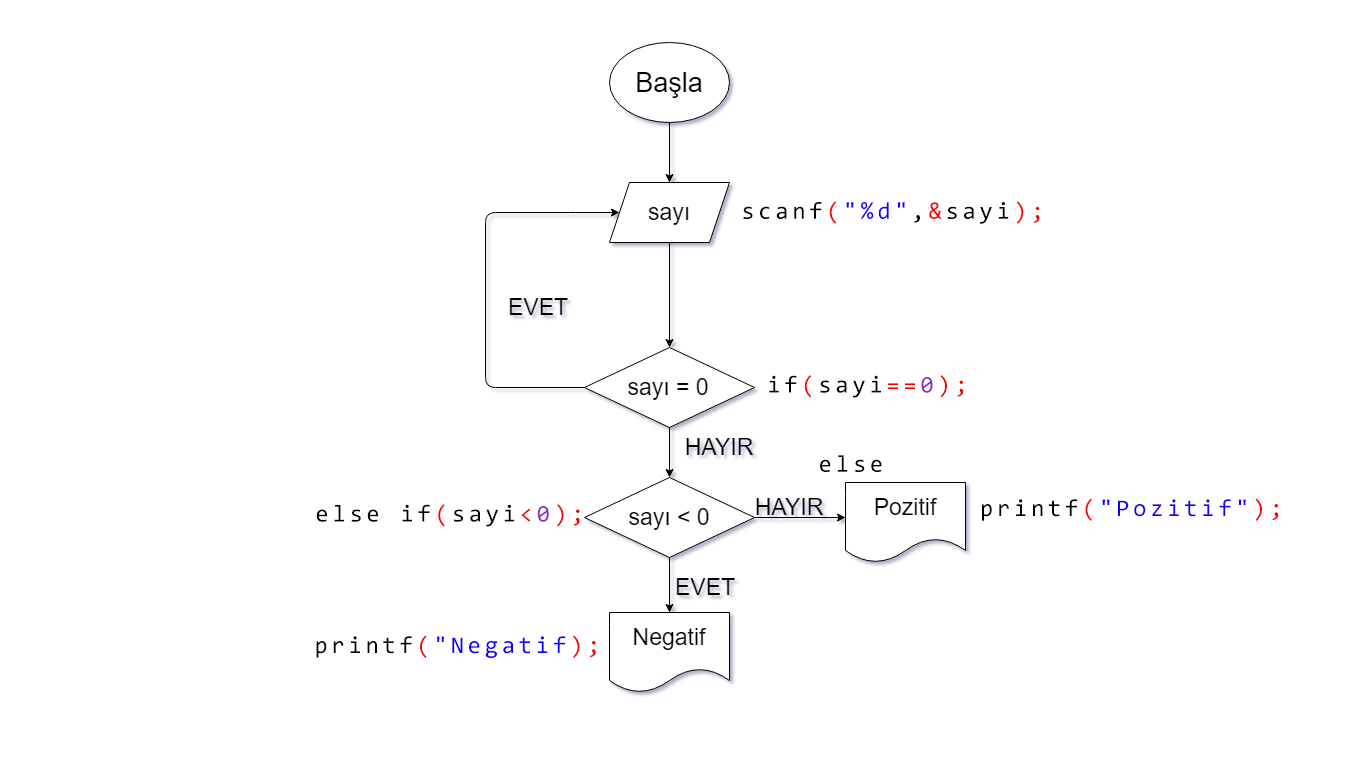 Başla
sayı
scanf("%d",&sayi);
EVET
sayı = 0
if(sayi==0);
HAYIR
else
else if(sayi<0);
sayı < 0
HAYIR
Pozitif
printf("Pozitif");
EVET
printf("Negatif);
Negatif